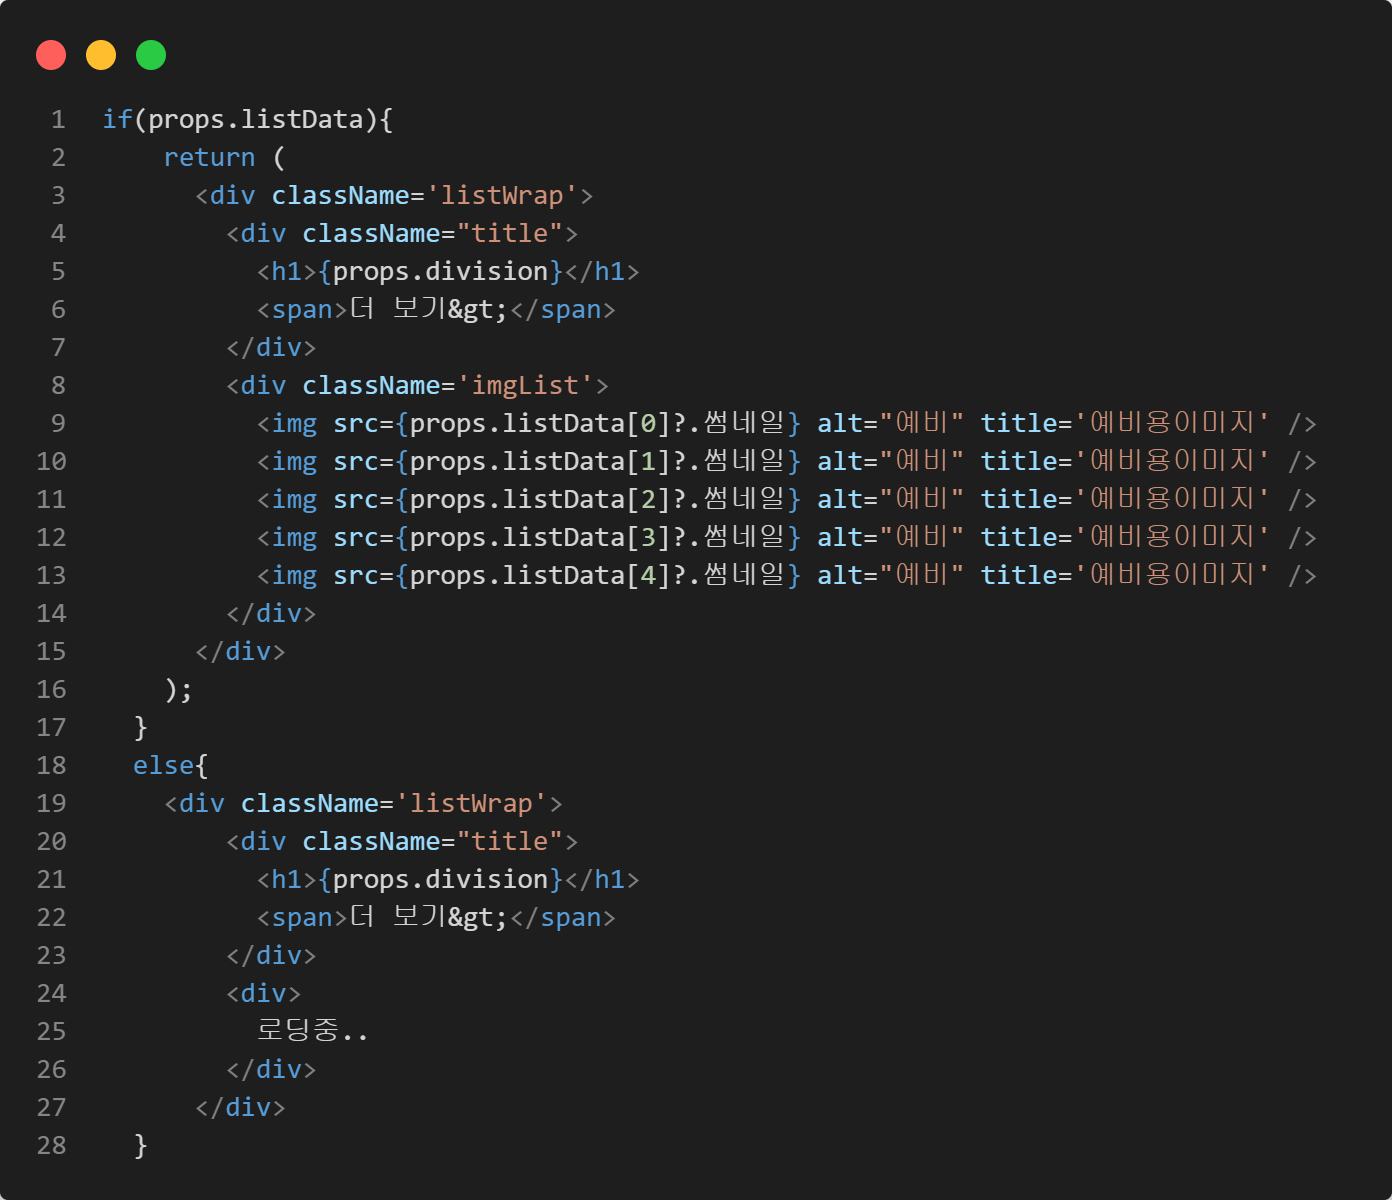 1 if(props.listData){
2 return (
3 <div className='listWrap'>
4 <div className="title">
5 <h1>{props.division}</h1>
6 <span>더 보기&gt;</span>
7 </div>
8 <div className='imgList'>
9 <img src={props.listData[0]?.썸네일} alt="예비" title='예비용이미지' />
10 <img src={props.listData[1]?.썸네일} alt="예비" title='예비용이미지' />
11 <img src={props.listData[2]?.썸네일} alt="예비" title='예비용이미지' />
12 <img src={props.listData[3]?.썸네일} alt="예비" title='예비용이미지' />
13 <img src={props.listData[4]?.썸네일} alt="예비" title='예비용이미지' />
14 </div>
15 </div>
16 );
17 }
18 else{
19 <div className='listWrap'>
20 <div className="title">
21 <h1>{props.division}</h1>
22 <span>더 보기&gt;</span>
23 </div>
24 <div>
25 로딩중..
26 </div>
27 </div>
28 }